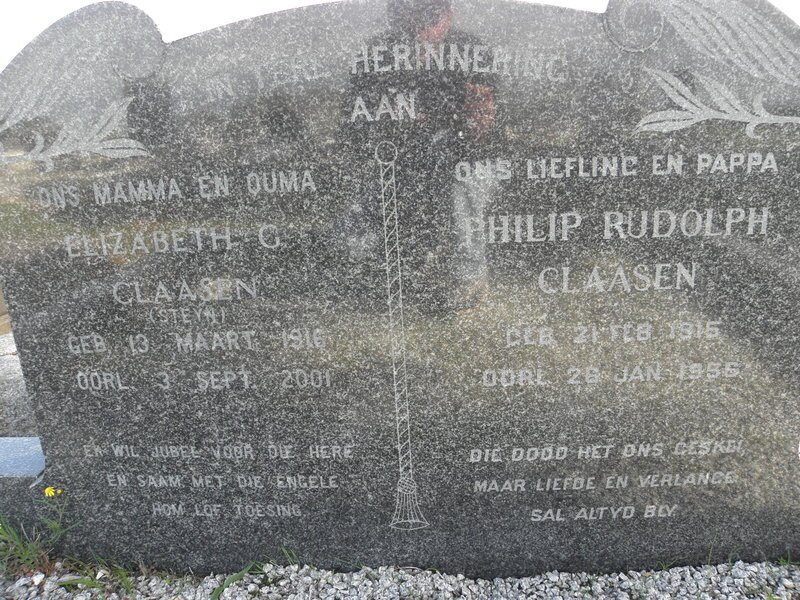 IN TERE HERINNERING
AAN
ONS MAMMA EN OUMA
ELIZABETH C.
CLAASEN
(STEYN)
GEB. 13 MAART 1916
OORL. 3 SEPT. 2001
EK WIL JUBEL VOOR DIE HERE
EN SAAM MET DIE ENGELE
HOM LOF TOESING
ONS LIEFLING EN PAPPA
PHILIP RUDOLPH
CLAASEN
GEB. 21 FEB. 1915
OORL. JAN.
DIE DOOD HET ONS GESKEI
MAAR LIEFDE EN VERLANGE
SAL ALTYD BLY